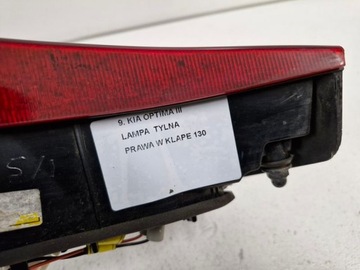 9. KIA OPTIMA III
LAMPA TYLNA
PRAWA W KLAPE 130